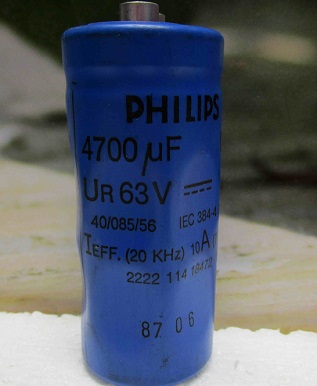 PHILIPS
4700 µF
UR 63 V
40/085/56 IEC 384-4
IEFF. (20 KHz) 10A
2222 114 18472
87 06